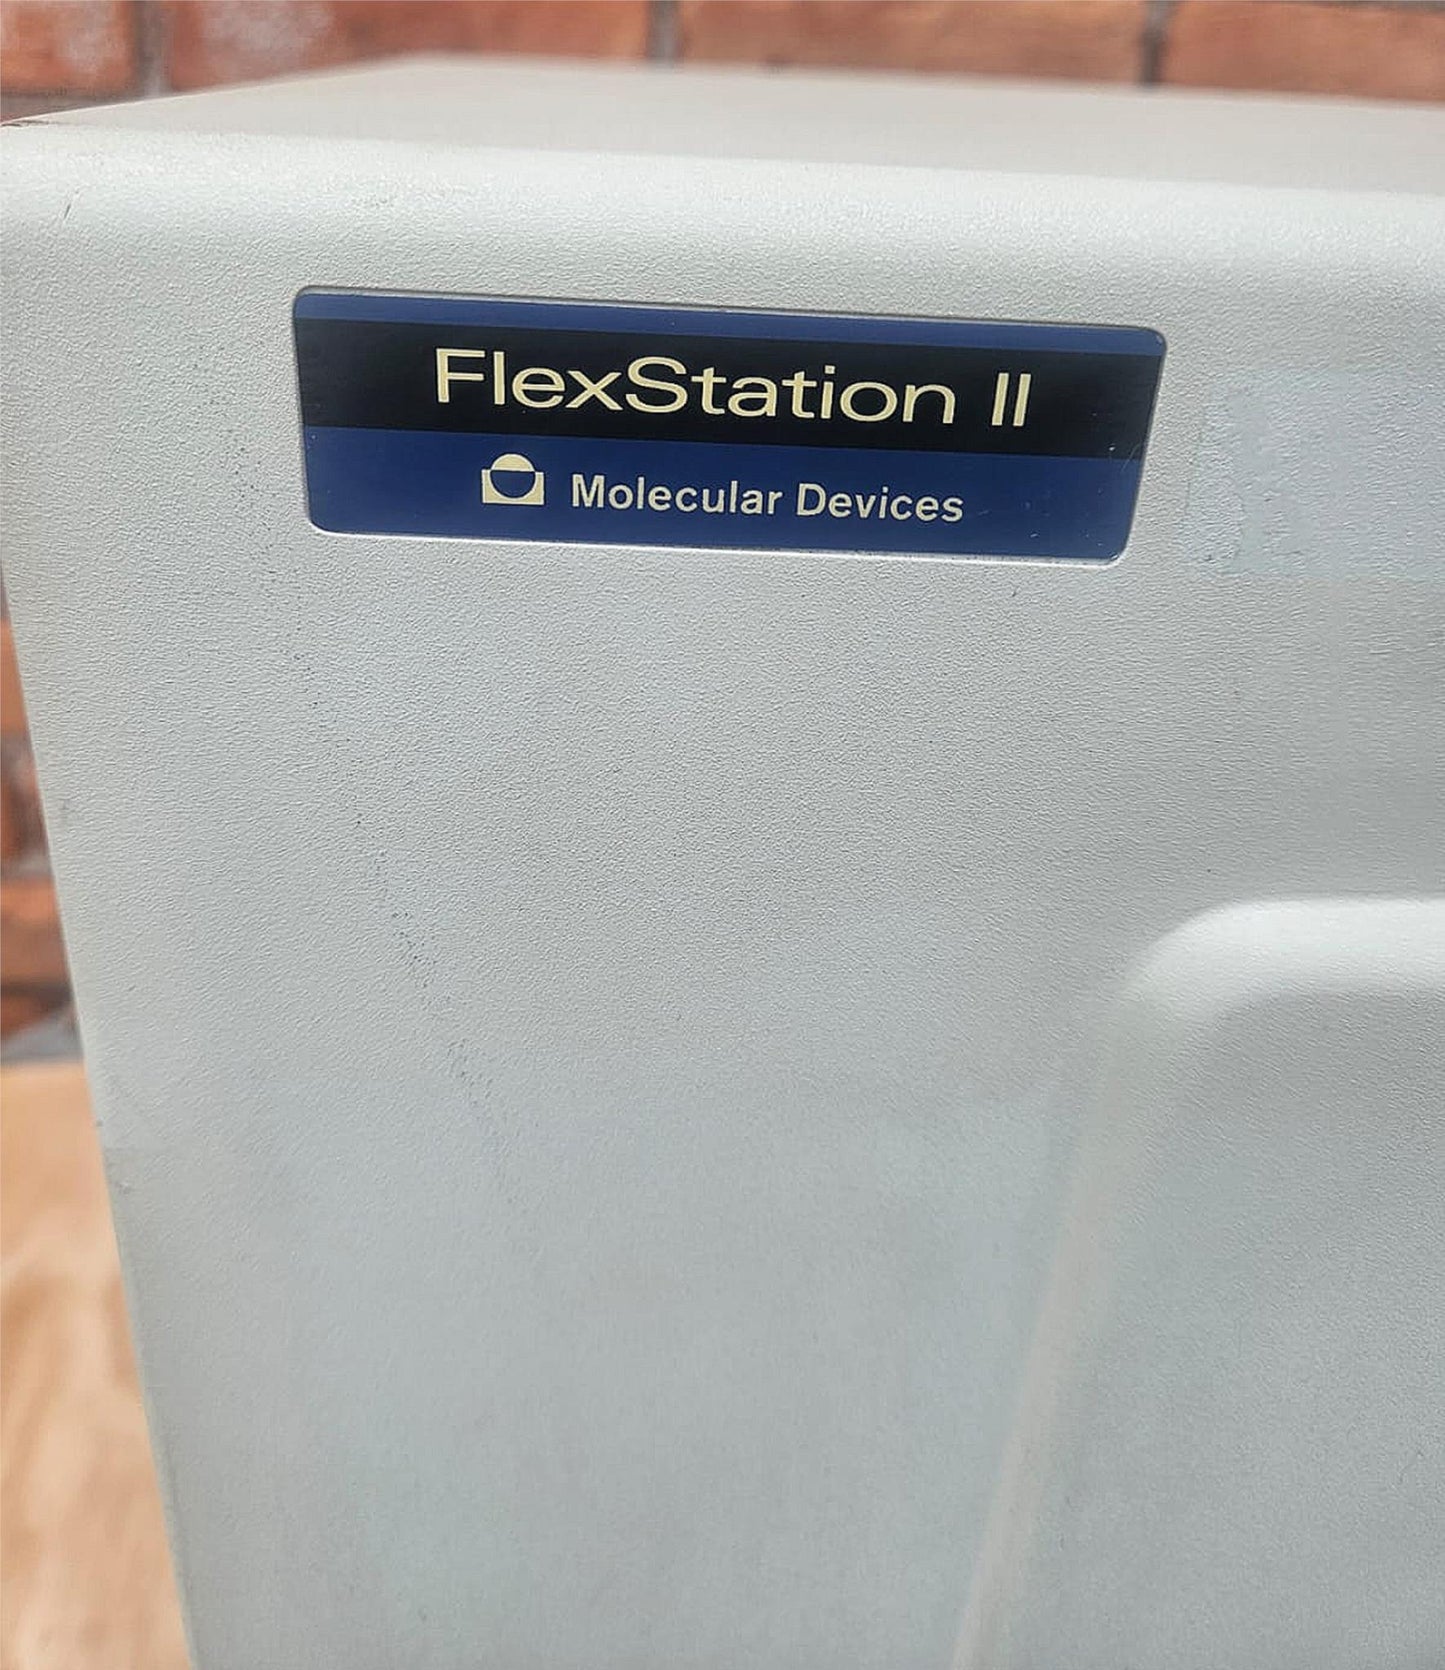 FlexStation II
Molecular Devices